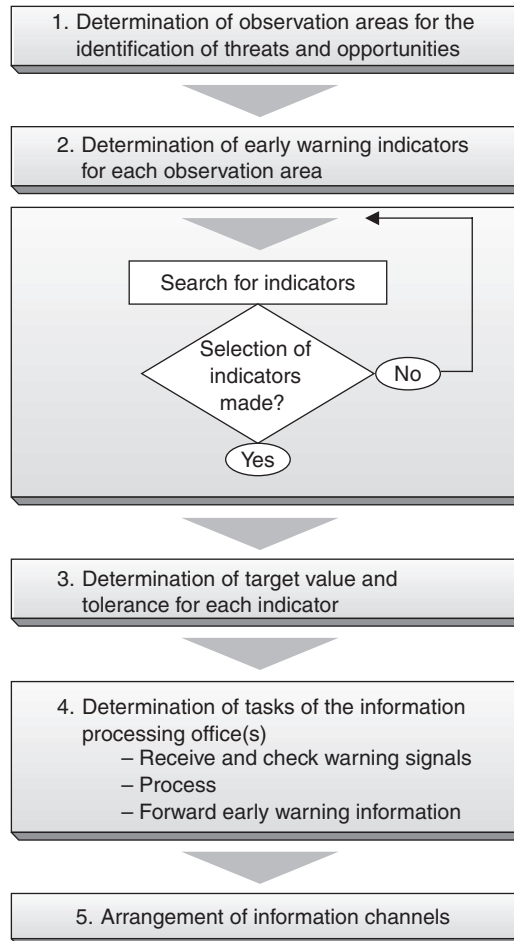 1. Determination of observation areas for the
identification of threats and opportunities
2. Determination of early warning indicators
for each observation area
Search for indicators
Selection of
indicators
made?
No
Yes
3. Determination of target value and
tolerance for each indicator
4. Determination of tasks of the information
processing office(s)
– Receive and check warning signals
– Process
– Forward early warning information
5. Arrangement of information channels